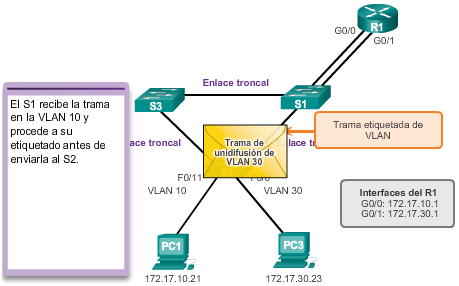 G0/0
R1
G0/1
Enlace troncal
S3
S1
El S1 recibe la trama
en la VLAN 10 y
procede a su
etiquetado antes de
enviarla al S2.
Trama etiquetada de
VLAN
lace troncal
Trama de
unidifusión de
VLAN 30
lace tro
F0/11
VLAN 10
VLAN 30
Interfaces del R1
G0/0: 172.17.10.1
G0/1: 172.17.30.1
PC1
PC3
172.17.10.21
172.17.30.23